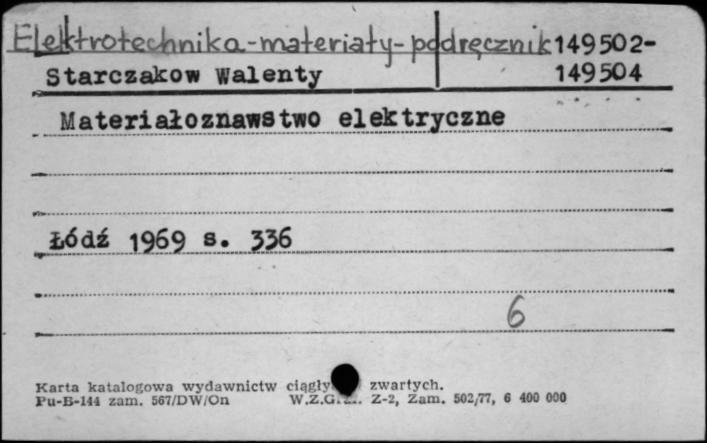 Elektrotechnika-materiały-podręcznik 149502-
Starczakow Walenty 149504
Materiałoznawstwo elektryczne
Łódź 1969 s. 336
6
Karta katalogowa wydawnictw zwartych.
Pu-B-144 zam. 567/DW/On W.Z.G. Z-2, Zam. 502/77, 6 400 000